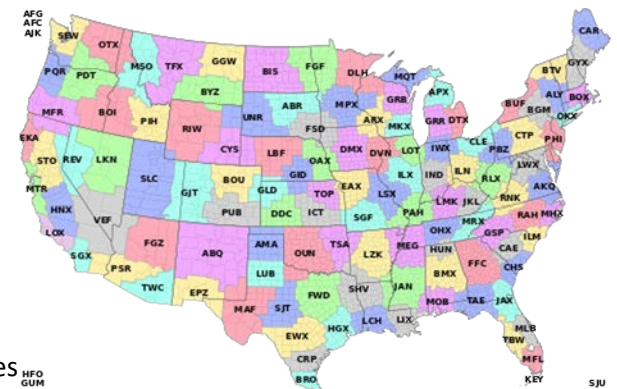 AFG
AFC
AJK
SEW
OTX
CAR
PQR
PDT
MSO
TFX
GGW
BIS
FGF
DLH
MQT
GYX
BTV
BYZ
APX
ALY
BOX
BUF
MFR
BOI
PIH
RIW
UNR
ABR
MPX
GRB
GRR
DTX
BGM
OKX
EKA
FSD
ARX
MKX
CLE
CTP
PHI
STO
REV
LKN
CYS
LBF
OAX
DMX
DVN
LOT
IWX
PBZ
SLC
GJT
BOU
GLD
GID
TOP
EAX
ILX
IND
ILN
RLX
LWX
AKQ
MTR
HNX
VEF
PUB
DDC
ICT
SGF
LSX
PAH
LMK
JKL
RNK
MRX
RAH
MHX
LOX
SGX
PSR
FGZ
ABQ
AMA
OUN
TSA
LZK
MEG
OHX
HUN
GSP
ILM
CAE
TWC
EPZ
LUB
BMX
FFC
CHS
MAF
SJT
FWD
SHV
JAN
MOB
TAE
JAX
EWX
HGX
LCH
LIX
MLB
TBW
CRP
MFL
BRO
KEY
es
HFO
GUM
SJU